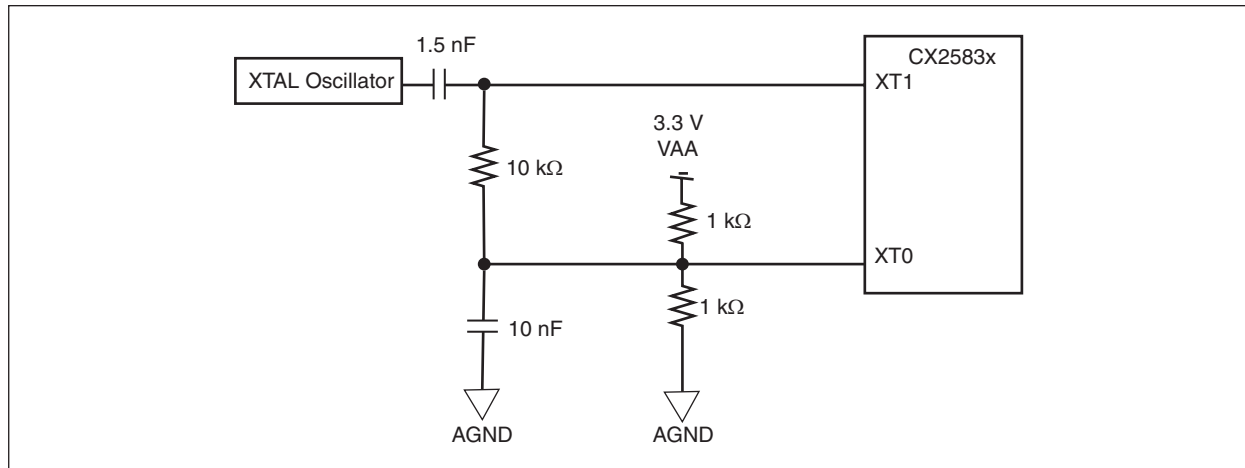 1.5 nF
CX2583x
XTAL Oscillator
XT1
3.3 V
VAA
10 kΩ
1 kΩ
XT0
1 kΩ
10 nF
AGND
AGND